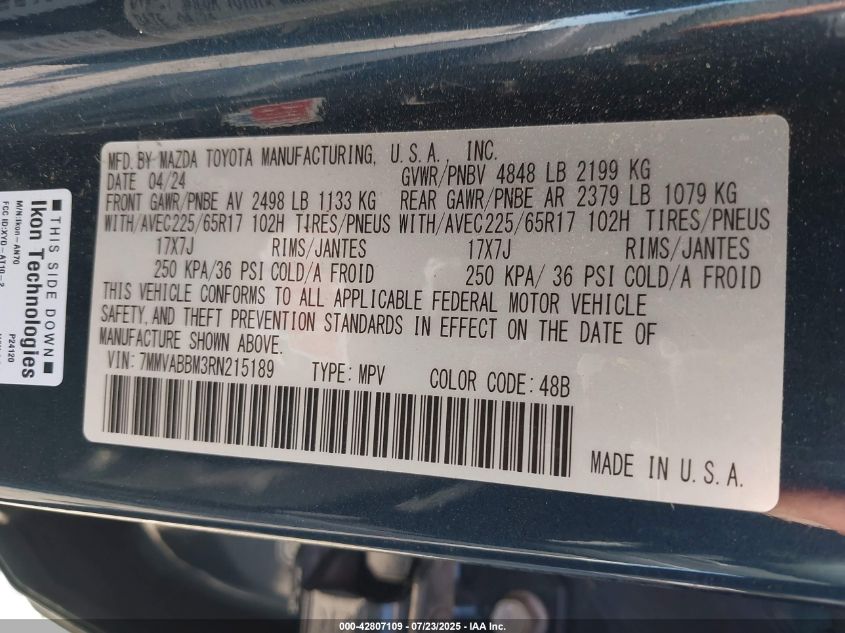 MFD. BY MAZDA TOYOTA MANUFACTURING, U.S.A., INC.
DATE 04/24 GVWR/PNBV 4848 LB 2199 KG
FRONT GAWR/PNBE AV 2498 LB 1133 KG REAR GAWR/PNBE AR 2379 LB 1079 KG
WITH/AVEC225/65R17 102H TIRES/PNEUS WITH/AVEC225/65R17 102H TIRES/PNEUS
17X7J RIMS/JANTES 17X7J RIMS/JANTES
250 KPA/36 PSI COLD/A FROID 250 KPA/ 36 PSI COLD/A FROID
THIS VEHICLE CONFORMS TO ALL APPLICABLE FEDERAL MOTOR VEHICLE
SAFETY, AND THEFT PREVENTION STANDARDS IN EFFECT ON THE DATE OF
MANUFACTURE SHOWN ABOVE.
VIN: 7MMVABBM3RN215189 TYPE: MPV COLOR CODE: 48B
MADE IN U.S.A.
THIS SIDE DOWN
Ikon Technologies
P24120
M/N:Ikon-AN70
000-42807109 - 07/23/2025 - IAA Inc.